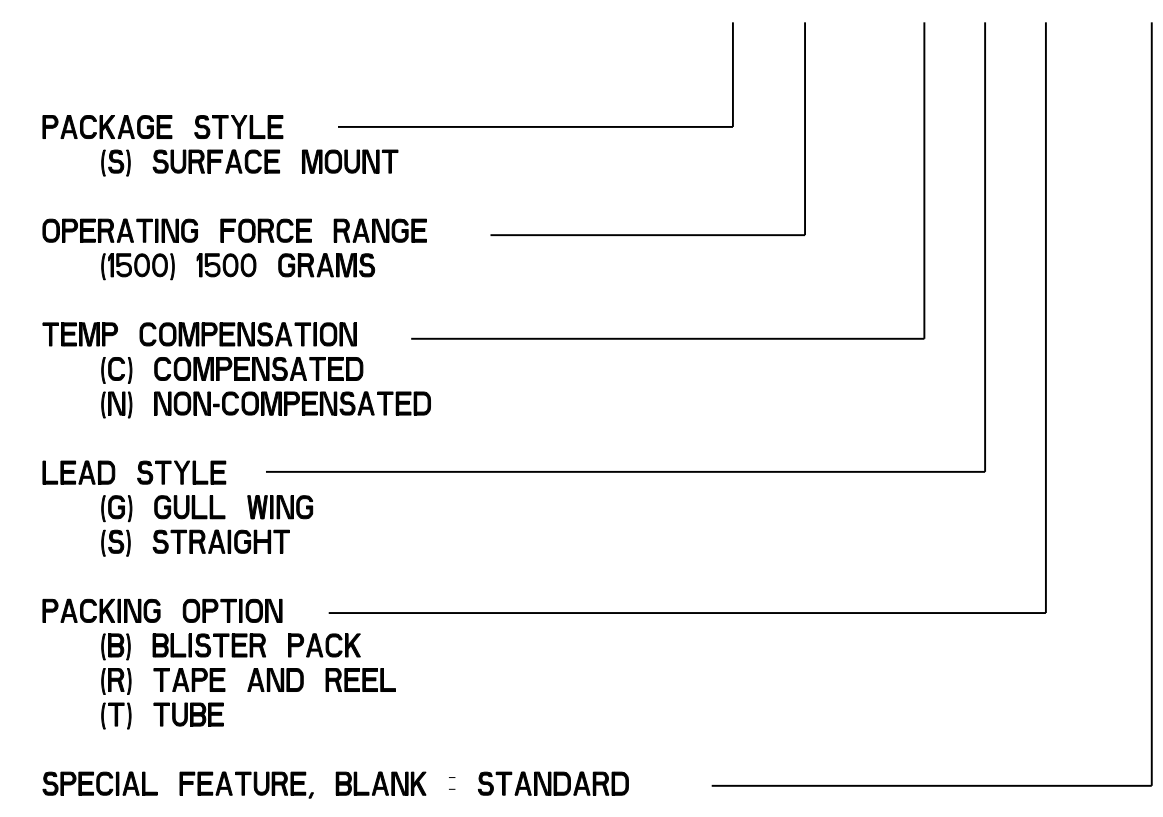 PACKAGE STYLE
(S) SURFACE MOUNT
OPERATING FORCE RANGE
(1500) 1500 GRAMS
TEMP COMPENSATION
(C) COMPENSATED
(N) NON-COMPENSATED
LEAD STYLE
(G) GULL WING
(S) STRAIGHT
PACKING OPTION
(B) BLISTER PACK
(R) TAPE AND REEL
(T) TUBE
SPECIAL FEATURE, BLANK = STANDARD